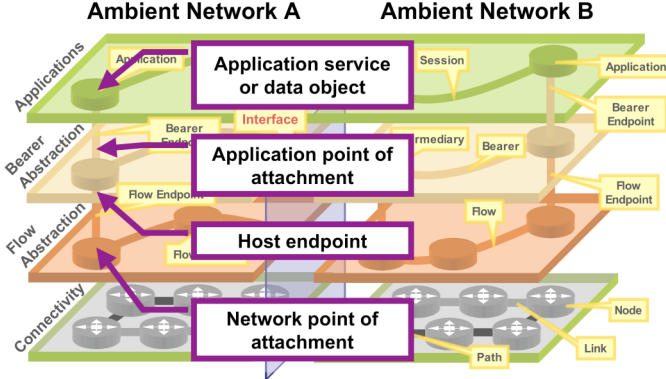 Ambient Network A
Ambient Network B
Applications
Application
Application service
or data object
Session
Application
Interface
Bearer
Endpoint
Bearer
Abstraction
Bearer
Application point of
attachment
Bearer
Flow Endpoint
Flow
Endpoint
Flow
Abstraction
Host endpoint
Flow
Flow
Connectivity
Network point of
attachment
Node
Link
Path